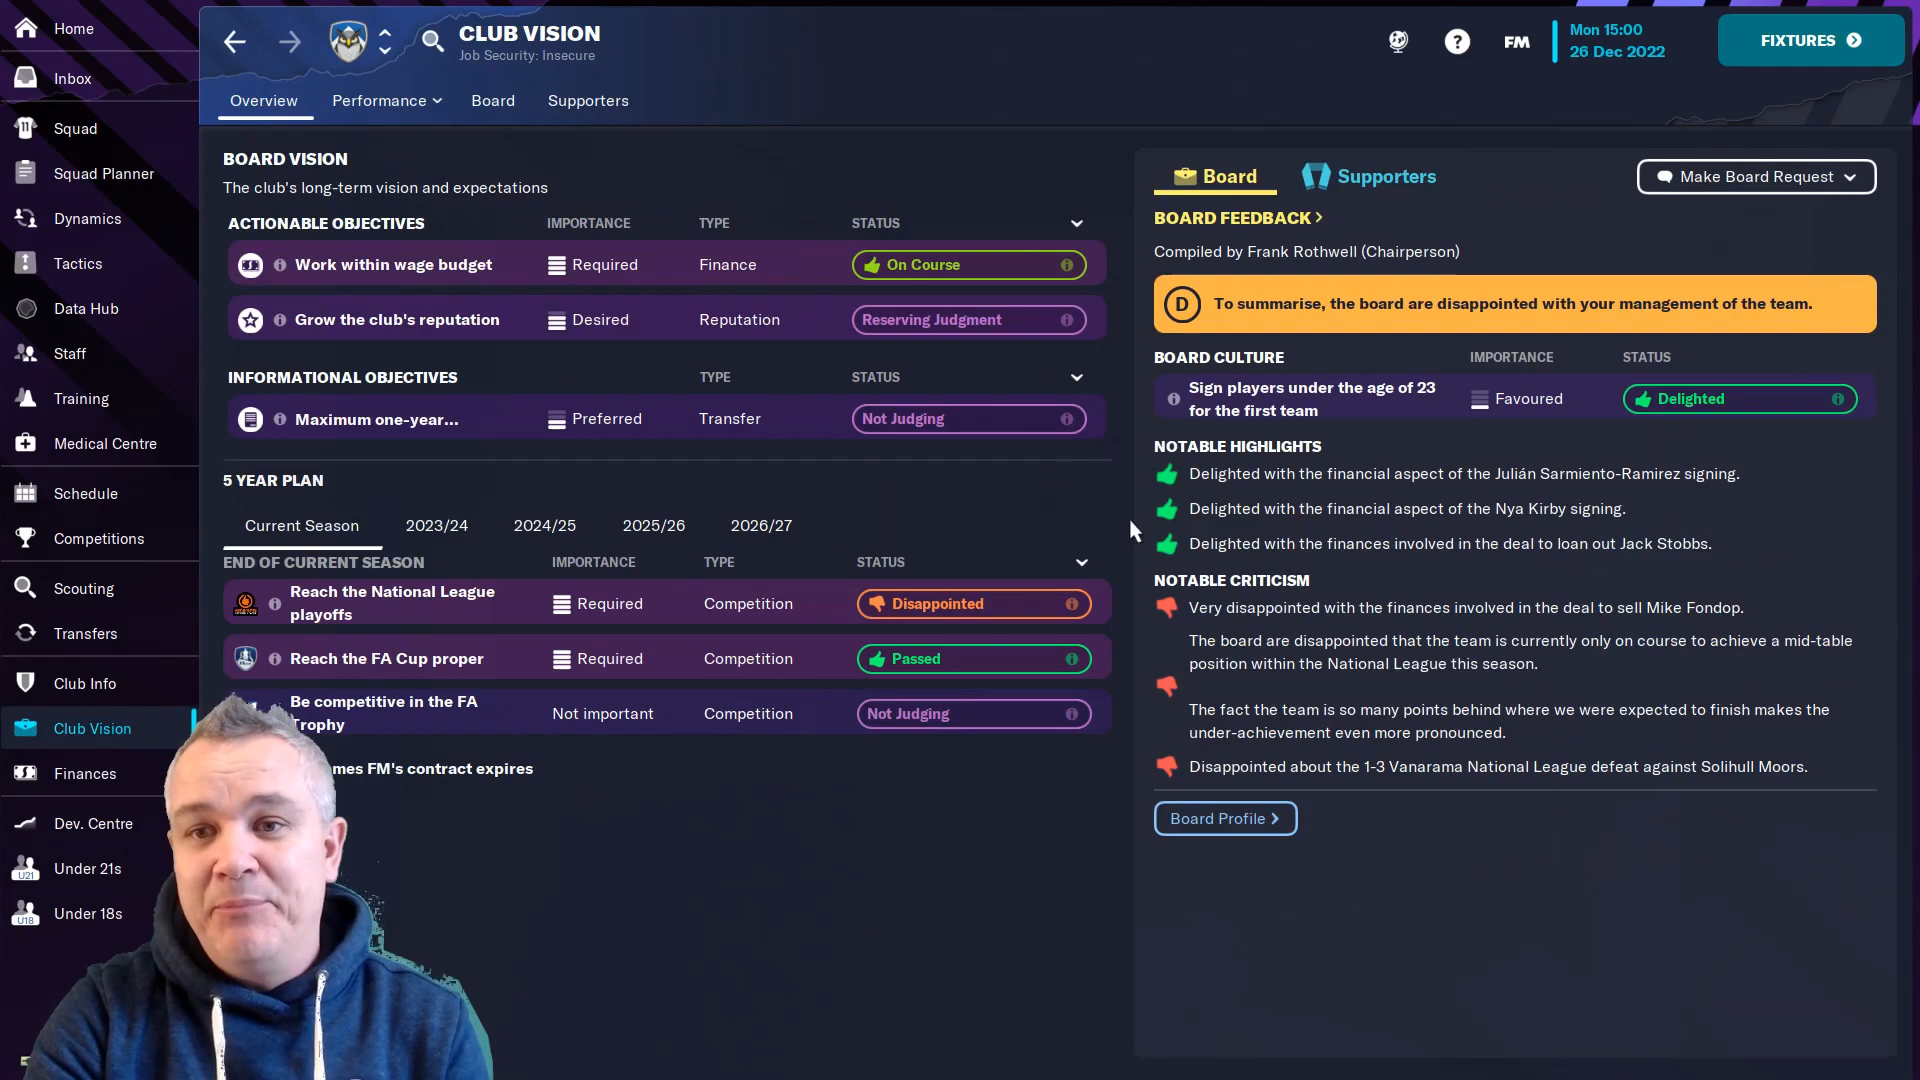 Home
Inbox
Squad
Squad Planner
Dynamics
Tactics
Data Hub
Staff
Training
Medical Centre
Schedule
Competitions
Scouting
Transfers
Club Info
Club Vision
Finances
Dev. Centre
U21
Under 21s
U18
Under 18s
CLUB VISION
Job Security: Insecure
FM
Mon 15:00
26 Dec 2022
FIXTURES
Overview
Performance
Board
Supporters
BOARD VISION
The club's long-term vision and expectations
ACTIONABLE OBJECTIVES IMPORTANCE TYPE STATUS
Work within wage budget Required Finance On Course
Grow the club's reputation Desired Reputation Reserving Judgment
INFORMATIONAL OBJECTIVES TYPE STATUS
Maximum one-year... Preferred Transfer Not Judging
5 YEAR PLAN
Current Season 2023/24 2024/25 2025/26 2026/27
END OF CURRENT SEASON IMPORTANCE TYPE STATUS
Reach the National League
playoffs Required Competition Disappointed
Reach the FA Cup proper Required Competition Passed
Be competitive in the FA
Trophy Not important Competition Not Judging
mes FM's contract expires
Board Supporters Make Board Request
BOARD FEEDBACK
Compiled by Frank Rothwell (Chairperson)
D To summarise, the board are disappointed with your management of the team.
BOARD CULTURE IMPORTANCE STATUS
Sign players under the age of 23
for the first team Favoured Delighted
NOTABLE HIGHLIGHTS
Delighted with the financial aspect of the Julián Sarmiento-Ramirez signing.
Delighted with the financial aspect of the Nya Kirby signing.
Delighted with the finances involved in the deal to loan out Jack Stobbs.
NOTABLE CRITICISM
Very disappointed with the finances involved in the deal to sell Mike Fondop.
The board are disappointed that the team is currently only on course to achieve a mid-table
position within the National League this season.
The fact the team is so many points behind where we were expected to finish makes the
under-achievement even more pronounced.
Disappointed about the 1-3 Vanarama National League defeat against Solihull Moors.
Board Profile